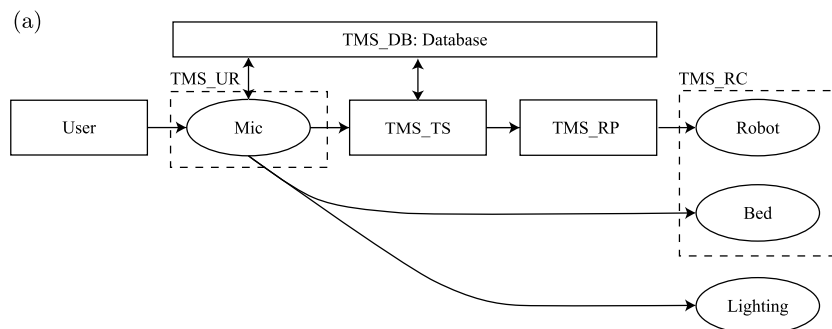 (a)
TMS_DB: Database
TMS_UR
TMS_RC
User
Mic
TMS_TS
TMS_RP
Robot
Bed
Lighting